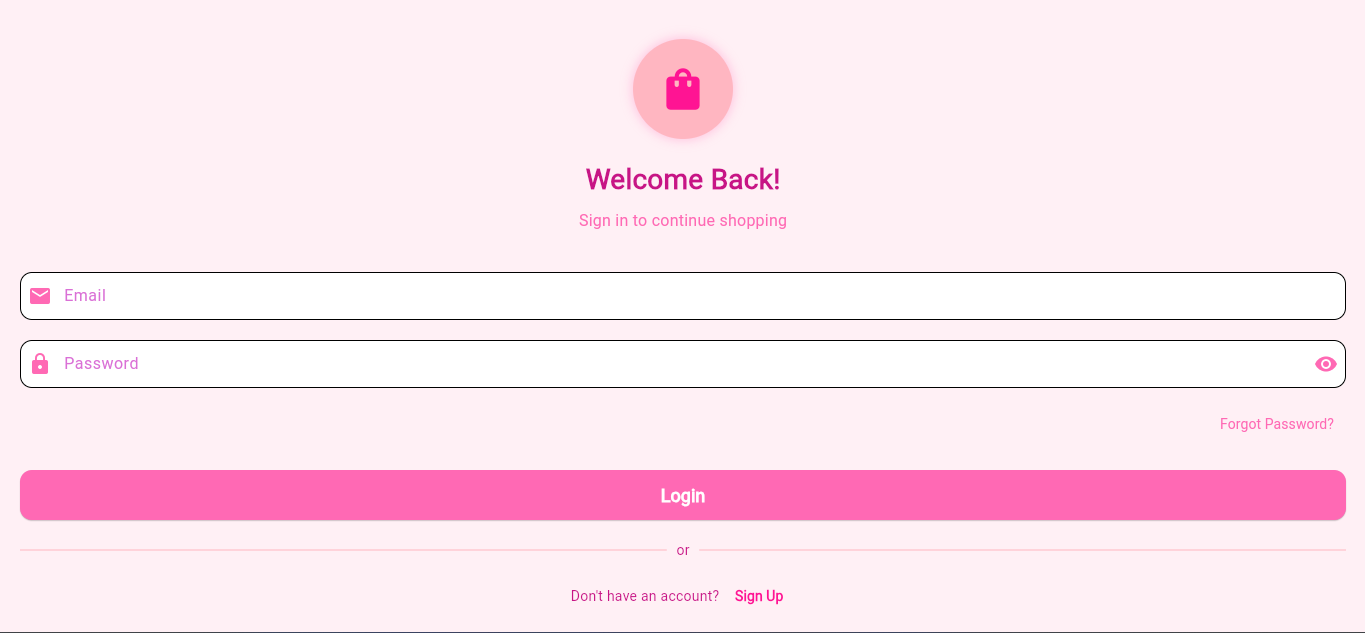 Welcome Back!
Sign in to continue shopping
Email
Password
Forgot Password?
Login
or
Don't have an account? Sign Up